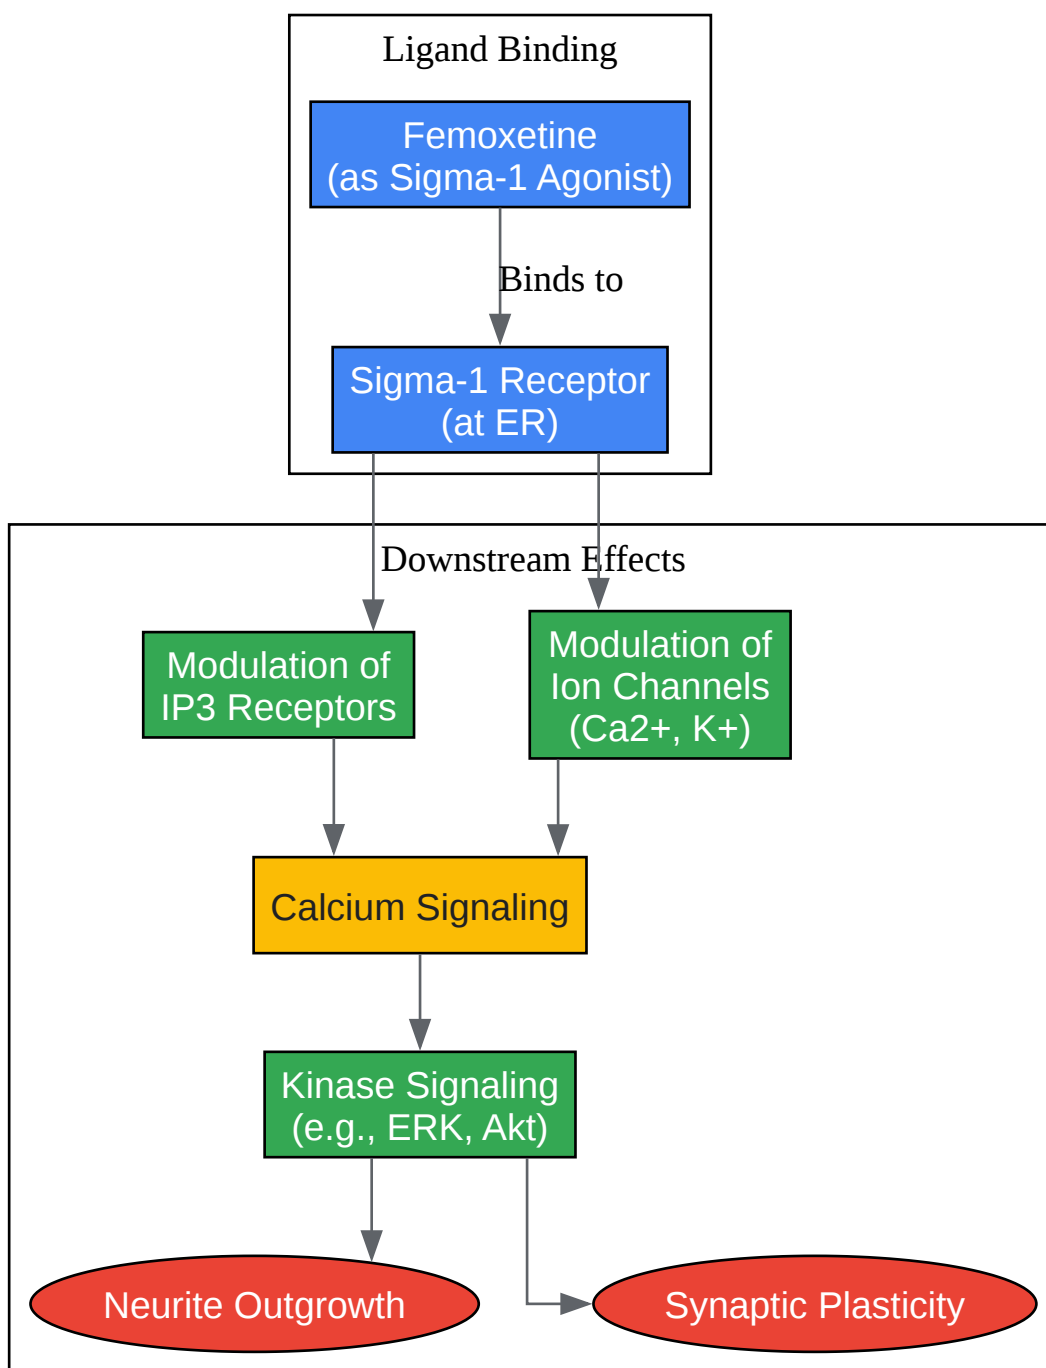 Ligand Binding
Femoxetine
(as Sigma-1 Agonist)
Binds to
Sigma-1 Receptor
(at ER)
Downstream Effects
Modulation of
IP3 Receptors
Modulation of
Ion Channels
(Ca2+, K+)
Calcium Signaling
Kinase Signaling
(e.g., ERK, Akt)
Neurite Outgrowth
Synaptic Plasticity